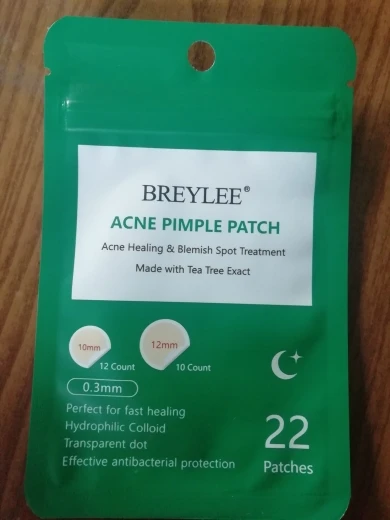 BREYLEE®
ACNE PIMPLE PATCH
Acne Healing & Blemish Spot Treatment
Made with Tea Tree Exact
10mm
12 Count
12mm
10 Count
0.3mm
Perfect for fast healing
Hydrophilic Colloid
Transparent dot
Effective antibacterial protection
22
Patches